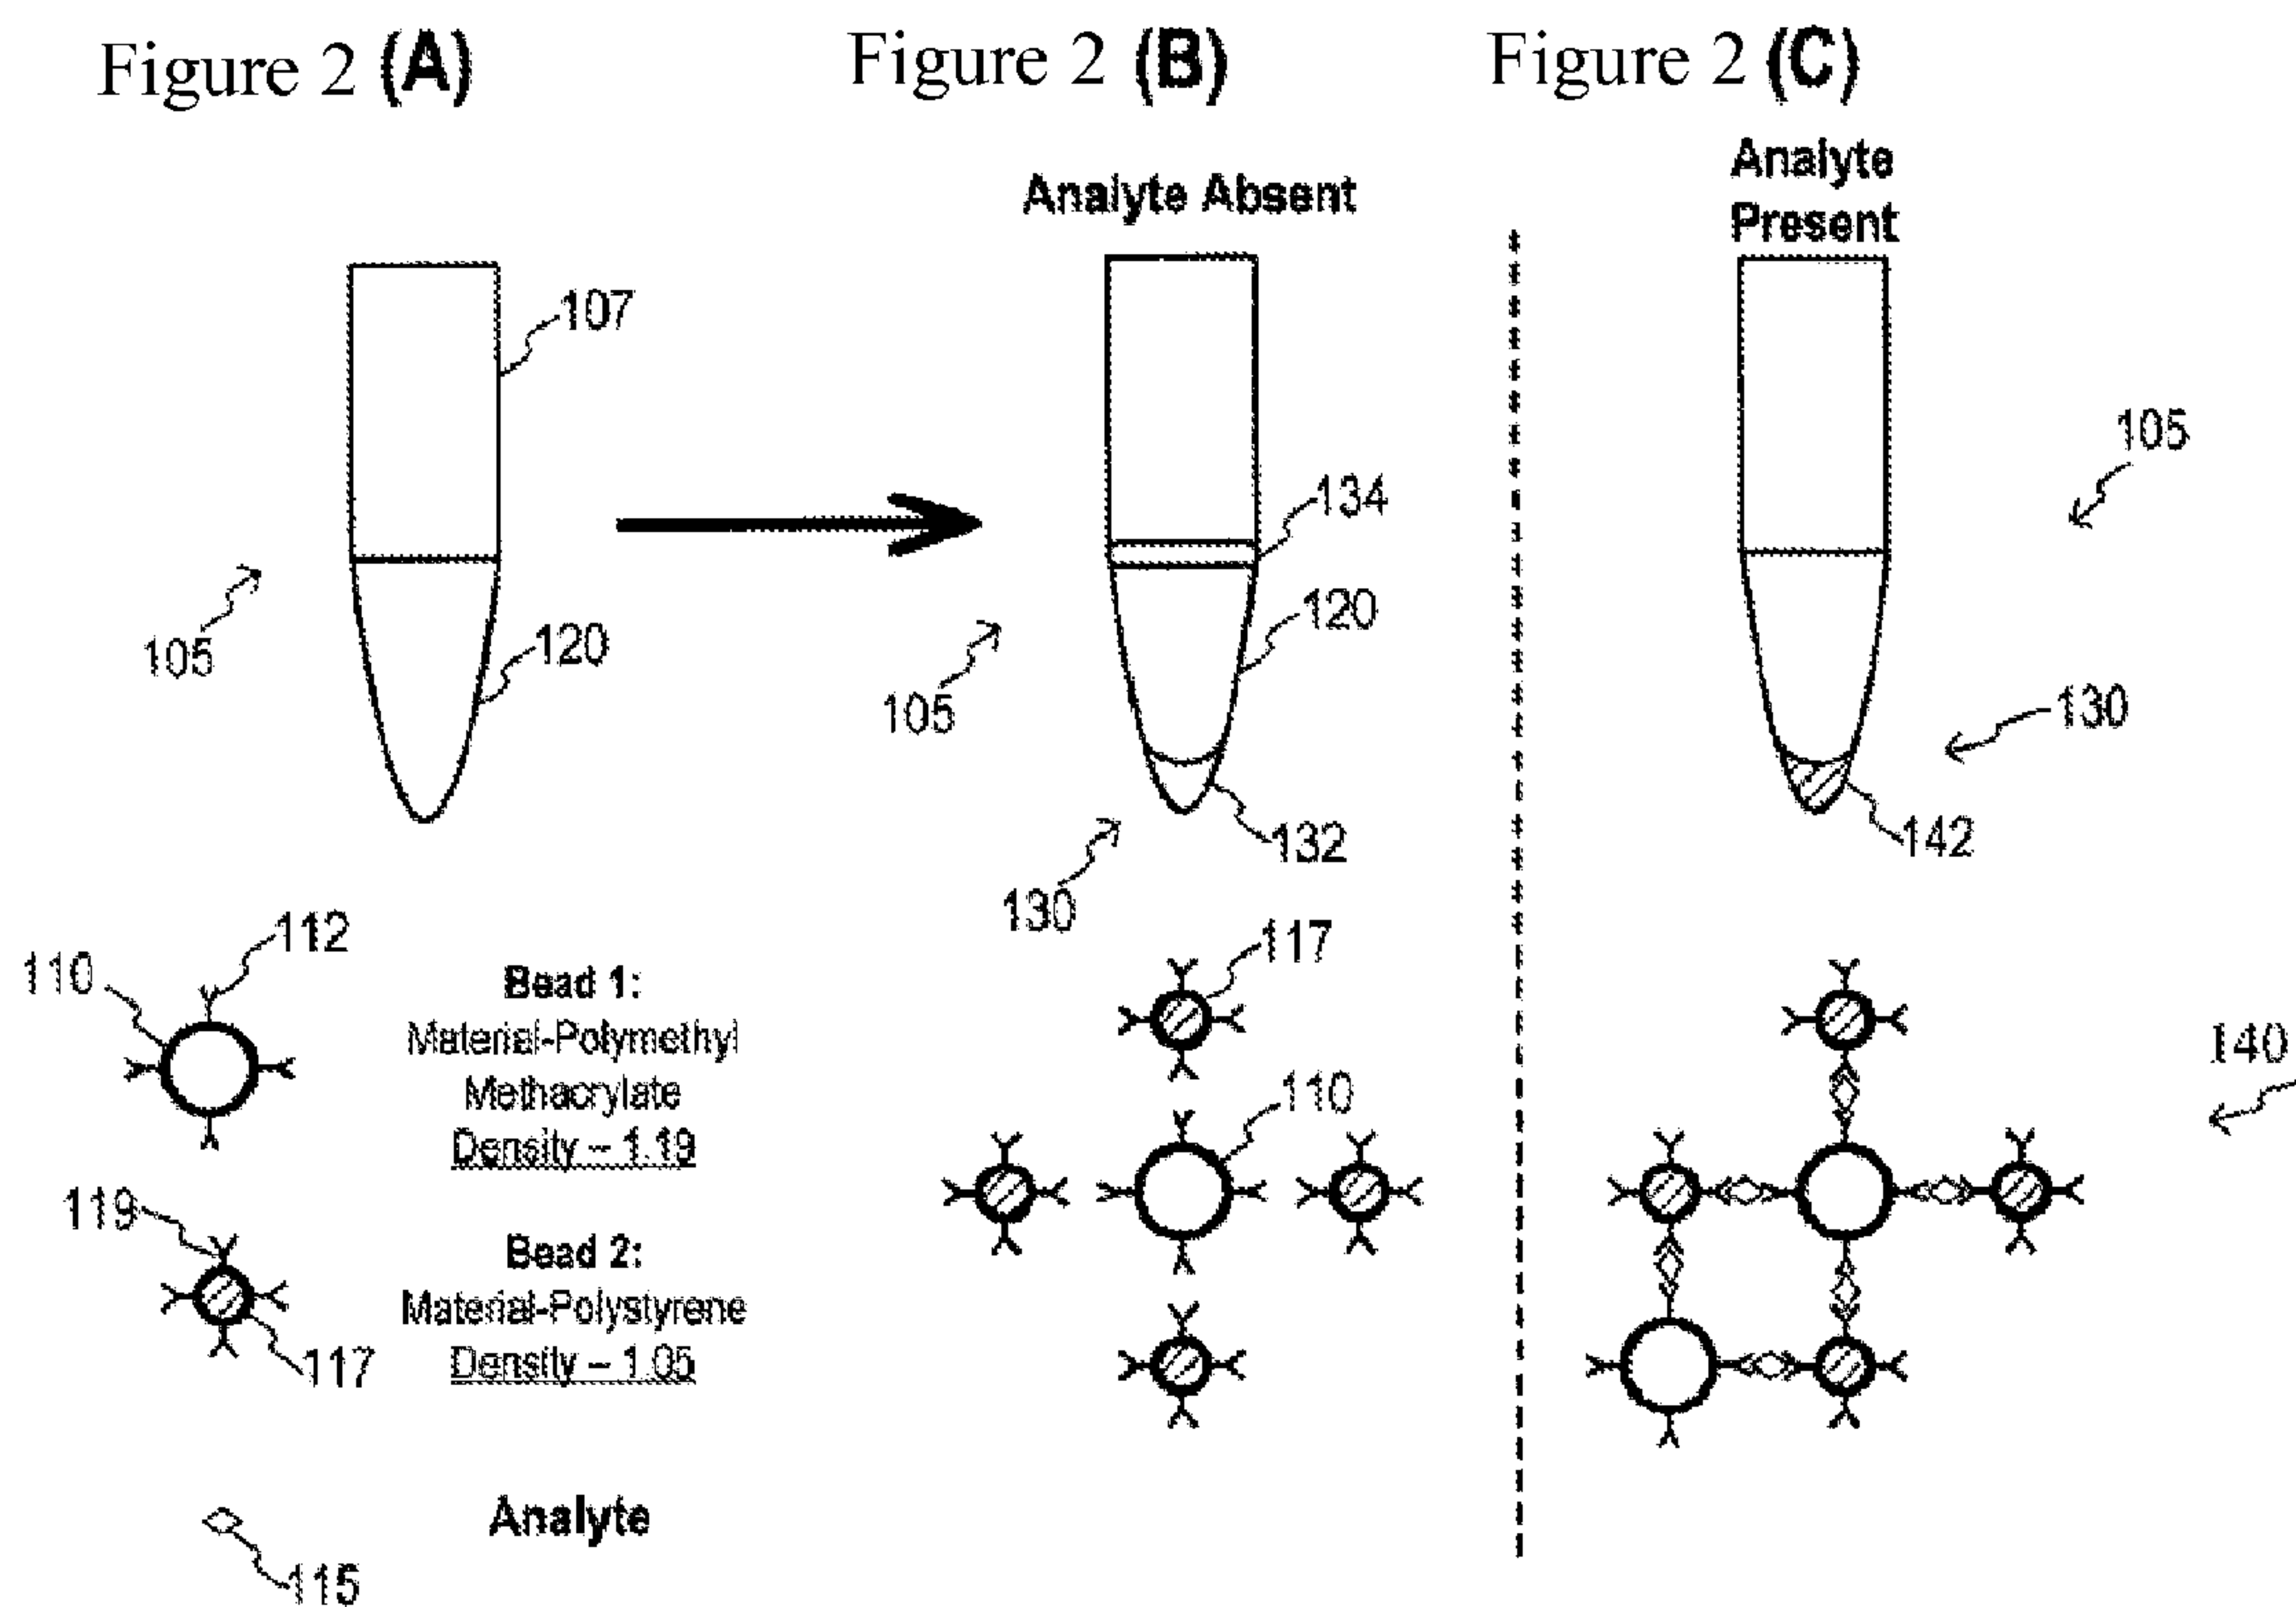 Figure 2 (A)
Figure 2 (B)
Figure 2 (C)
Analyte Absent
Analyte
Present
107
105
134
105
120
120
105
130
132
142
130
112
110
Bead 1:
Material-Polymethyl
Methacrylate
Density – 1.19
119
Bead 2:
Material-Polystyrene
Density – 1.05
117
117
110
140
Analyte
115